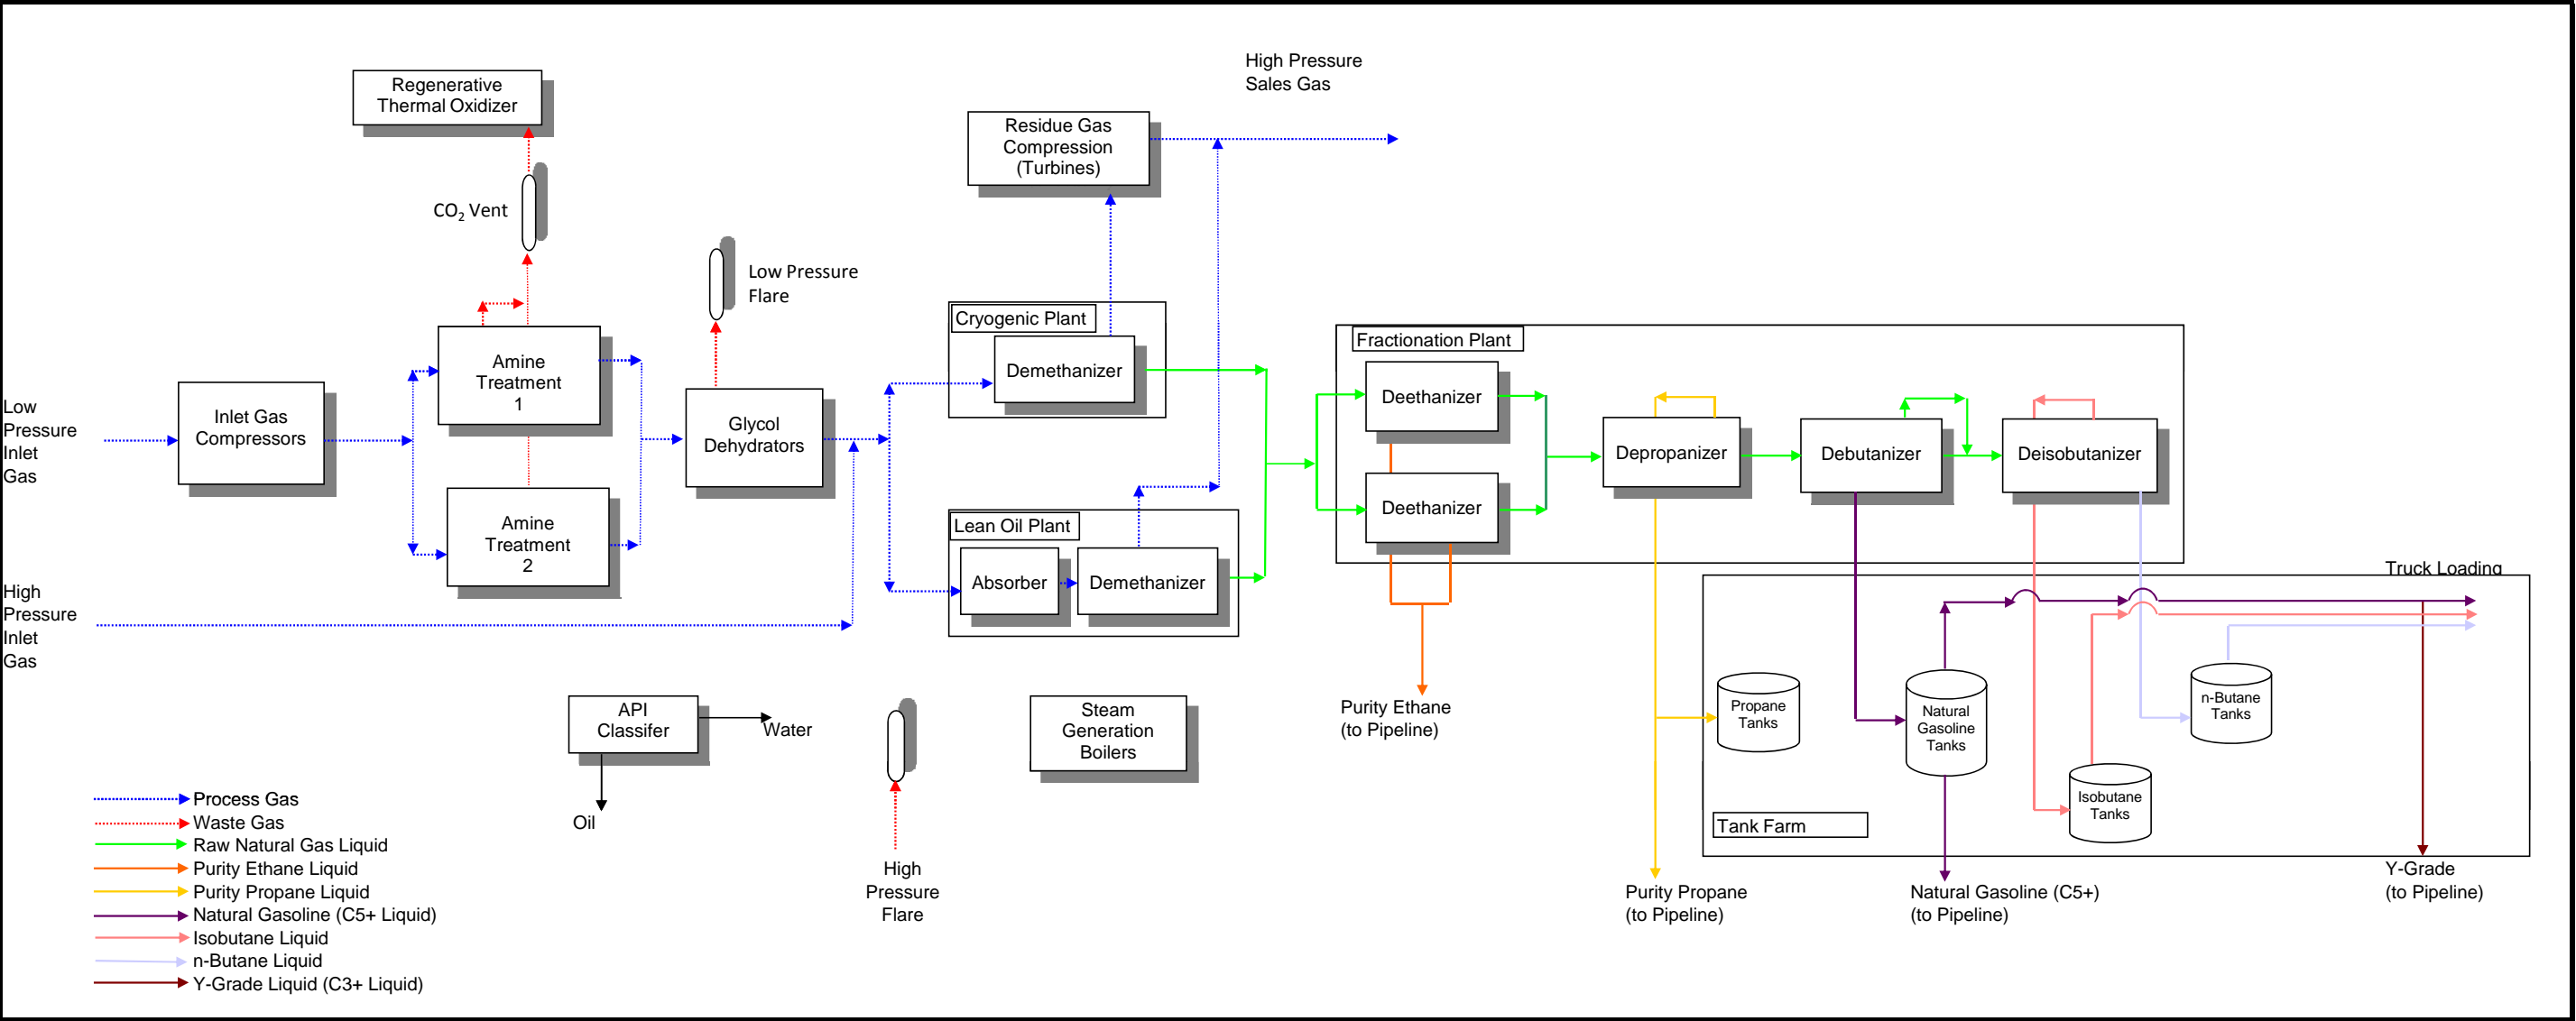 High Pressure
Sales Gas
Regenerative
Thermal Oxidizer
Residue Gas
Compression
(Turbines)
CO₂ Vent
Low Pressure
Flare
Cryogenic Plant
Demethanizer
Fractionation Plant
Deethanizer
Deethanizer
Depropanizer
Debutanizer
Deisobutanizer
Amine
Treatment
1
Low
Pressure
Inlet
Gas
Inlet Gas
Compressors
Glycol
Dehydrators
Amine
Treatment
2
Lean Oil Plant
Absorber
Demethanizer
High
Pressure
Inlet
Gas
Truck Loading
API
Classifer
Water
Oil
Steam
Generation
Boilers
High
Pressure
Flare
Purity Ethane
(to Pipeline)
Propane
Tanks
Natural
Gasoline
Tanks
n-Butane
Tanks
Isobutane
Tanks
Tank Farm
Purity Propane
(to Pipeline)
Natural Gasoline (C5+)
(to Pipeline)
Y-Grade
(to Pipeline)
Process Gas
Waste Gas
Raw Natural Gas Liquid
Purity Ethane Liquid
Purity Propane Liquid
Natural Gasoline (C5+ Liquid)
Isobutane Liquid
n-Butane Liquid
Y-Grade Liquid (C3+ Liquid)